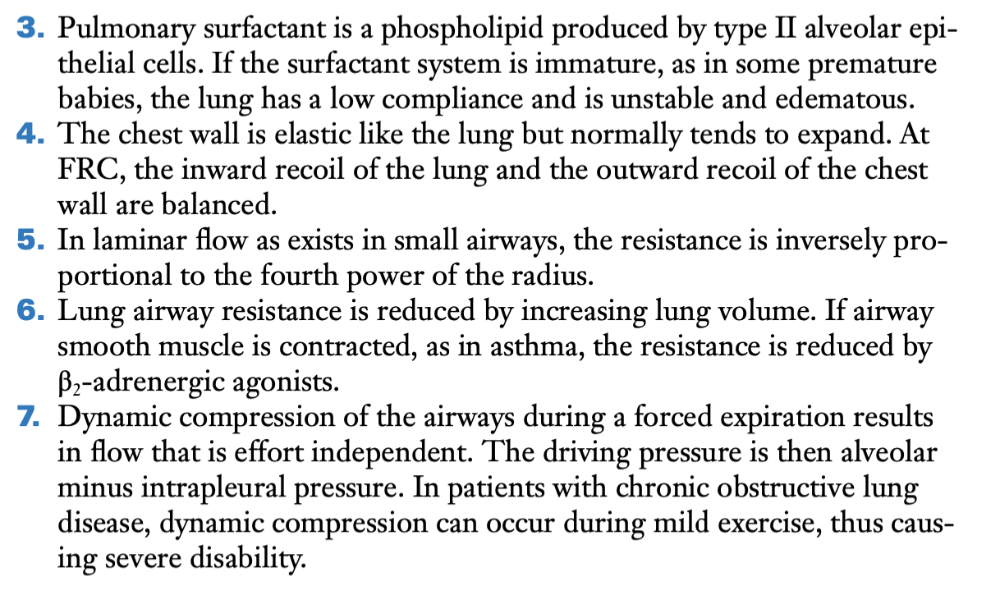 3. Pulmonary surfactant is a phospholipid produced by type II alveolar epi-
thelial cells. If the surfactant system is immature, as in some premature
babies, the lung has a low compliance and is unstable and edematous.
4. The chest wall is elastic like the lung but normally tends to expand. At
FRC, the inward recoil of the lung and the outward recoil of the chest
wall are balanced.
5. In laminar flow as exists in small airways, the resistance is inversely pro-
portional to the fourth power of the radius.
6. Lung airway resistance is reduced by increasing lung volume. If airway
smooth muscle is contracted, as in asthma, the resistance is reduced by
β₂-adrenergic agonists.
7. Dynamic compression of the airways during a forced expiration results
in flow that is effort independent. The driving pressure is then alveolar
minus intrapleural pressure. In patients with chronic obstructive lung
disease, dynamic compression can occur during mild exercise, thus caus-
ing severe disability.